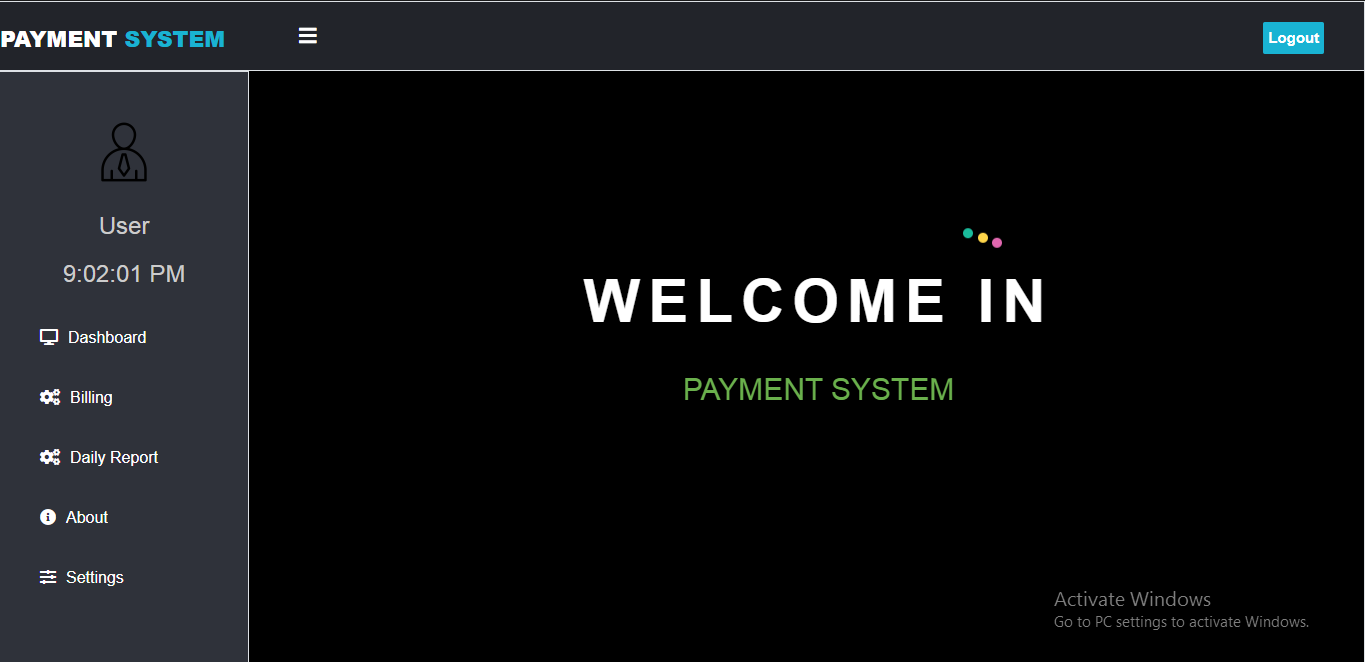 PAYMENT SYSTEM
Logout
User
9:02:01 PM
Dashboard
Billing
Daily Report
About
Settings
WELCOME IN
PAYMENT SYSTEM
Activate Windows
Go to PC settings to activate Windows.